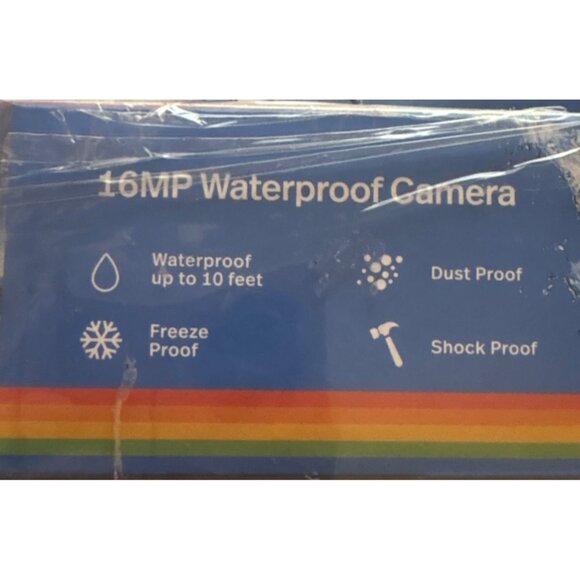 16MP Waterproof Camera
Waterproof
up to 10 feet
Dust Proof
Freeze
Proof
Shock Proof